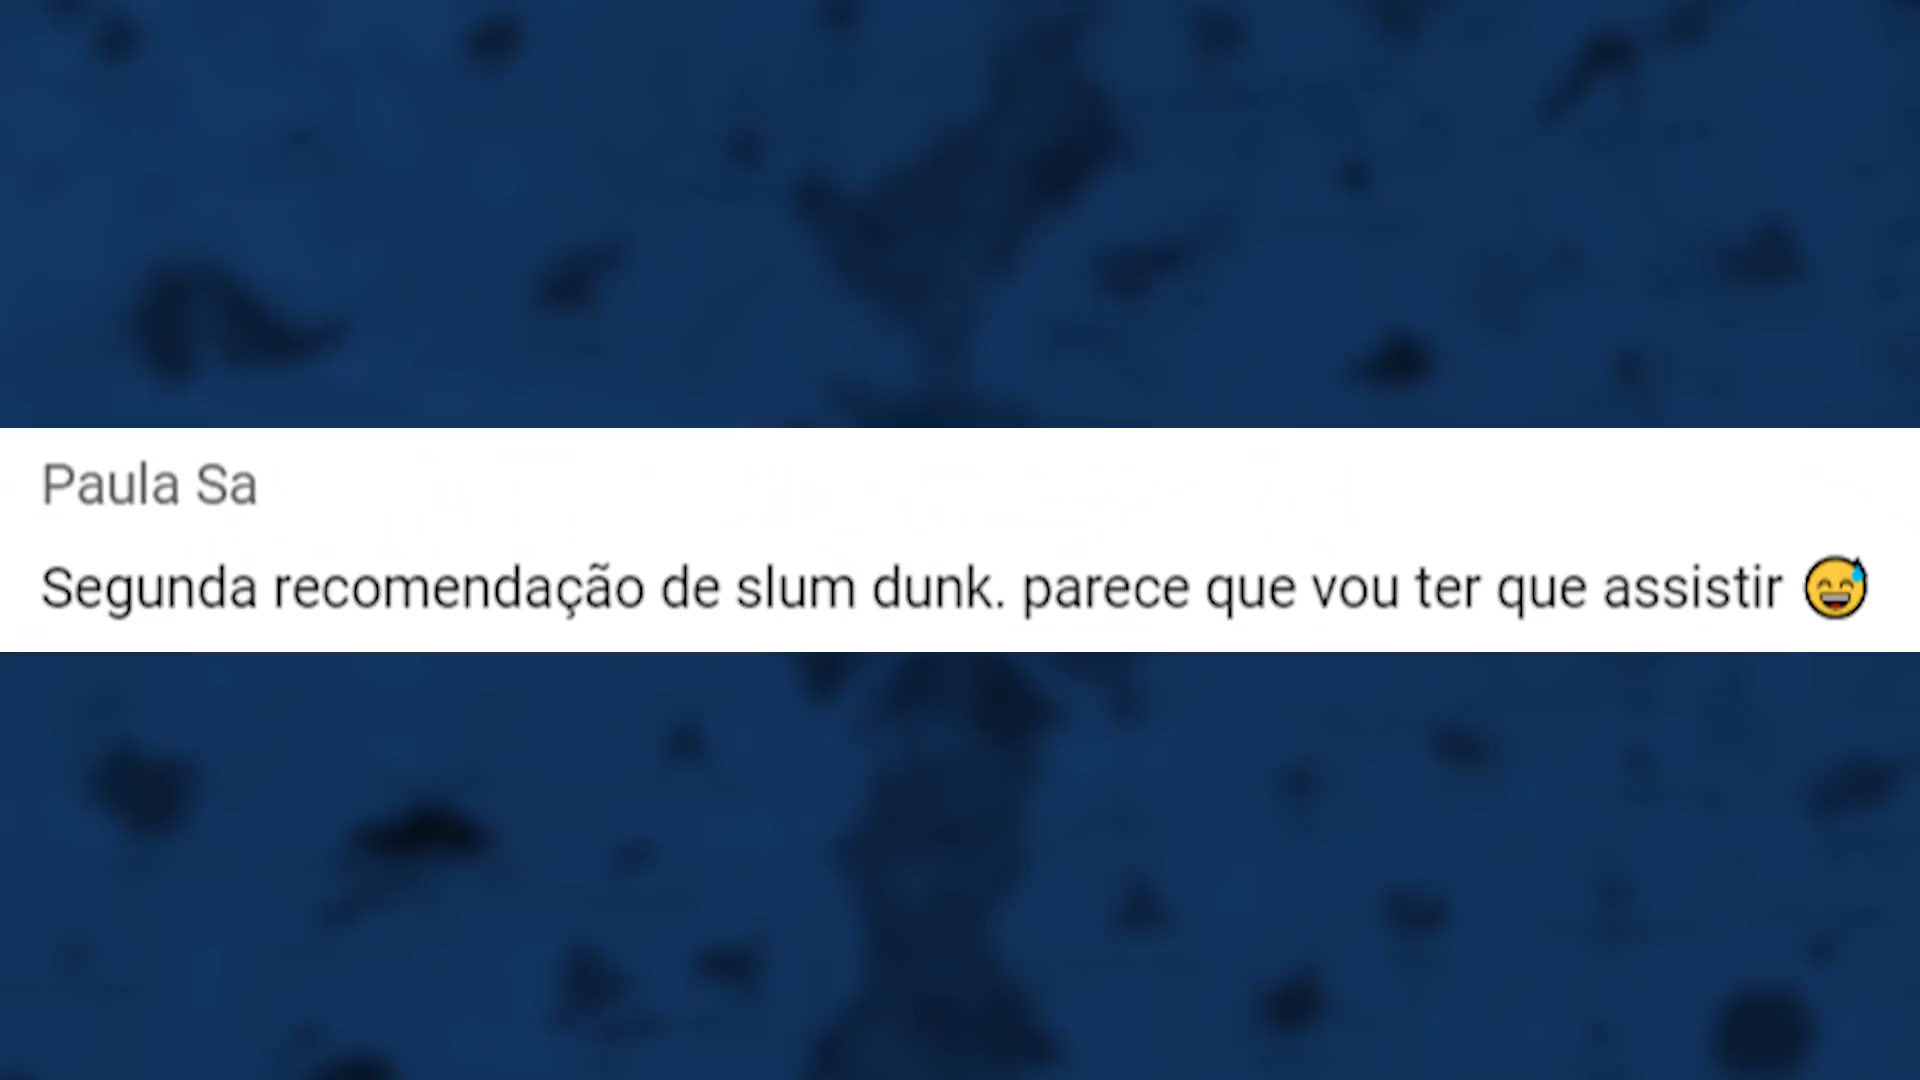 Paula Sa
Segunda recomendação de slum dunk. parece que vou ter que assistir 😅